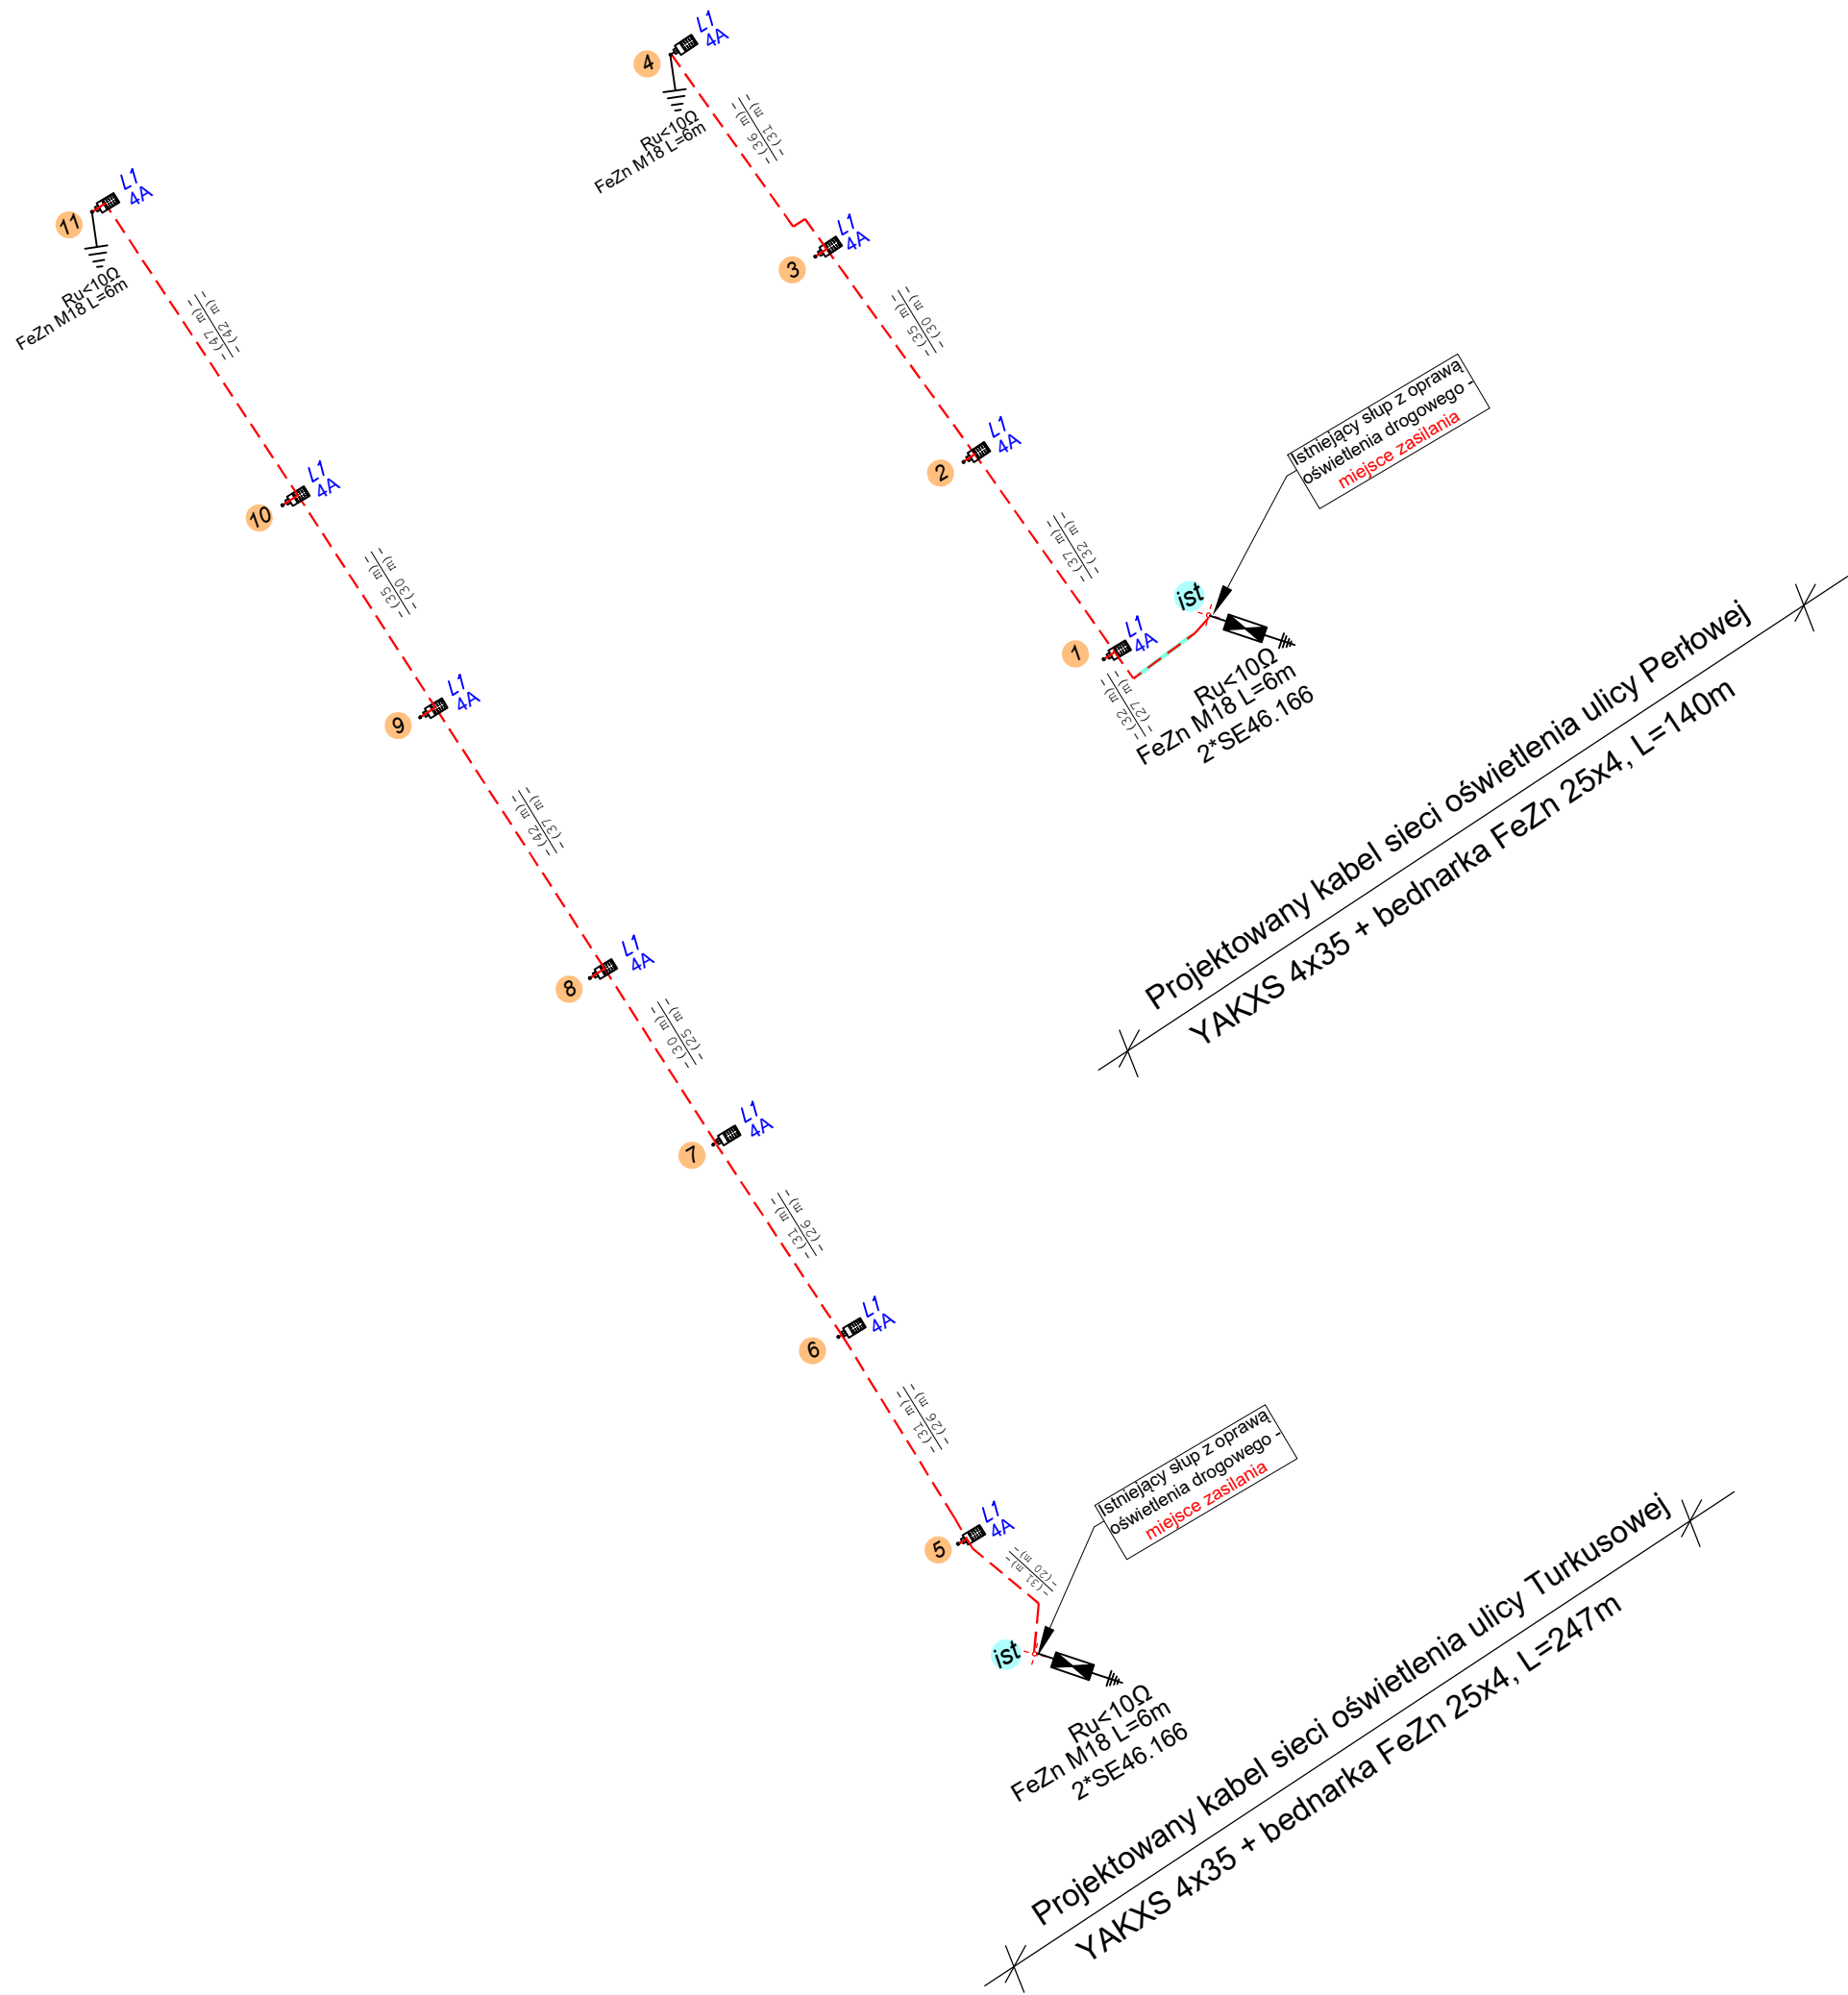 4
L1
4A
Ru<10Ω
FeZn M18 L=6m
-(36 m)-
-(31 m)-
3
L1
4A
-(35 m)-
-(30 m)-
2
L1
4A
-(37 m)-
-(32 m)-
1
L1
4A
-(32 m)-
-(27 m)-
ist
Istniejący słup z oprawą
oświetlenia drogowego -
miejsce zasilania
Ru<10Ω
FeZn M18 L=6m
2*SE46.166
Projektowany kabel sieci oświetlenia ulicy Perłowej
YAKXS 4x35 + bednarka FeZn 25x4, L=140m
11
L1
4A
Ru<10Ω
FeZn M18 L=6m
-(47 m)-
-(42 m)-
10
L1
4A
-(35 m)-
-(30 m)-
9
L1
4A
-(42 m)-
-(37 m)-
8
L1
4A
-(30 m)-
-(25 m)-
7
L1
4A
-(31 m)-
-(26 m)-
6
L1
4A
-(31 m)-
-(26 m)-
5
L1
4A
-(31 m)-
-(20 m)-
ist
Istniejący słup z oprawą
oświetlenia drogowego -
miejsce zasilania
Ru<10Ω
FeZn M18 L=6m
2*SE46.166
Projektowany kabel sieci oświetlenia ulicy Turkusowej
YAKXS 4x35 + bednarka FeZn 25x4, L=247m